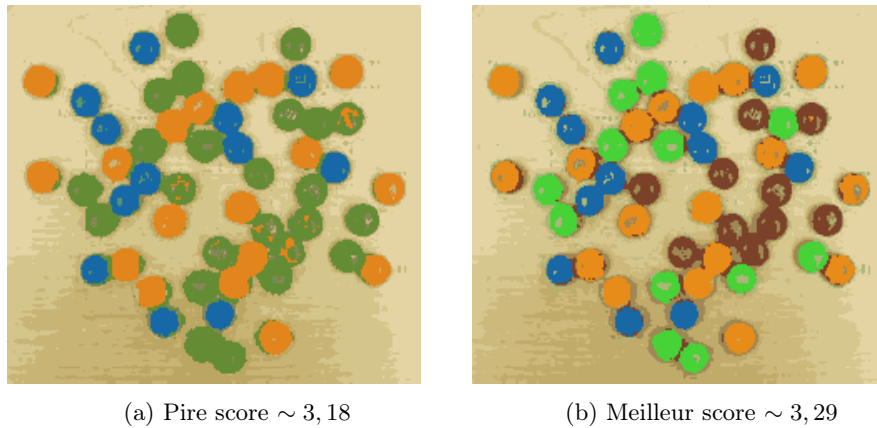 (a) Pire score ∼ 3, 18
(b) Meilleur score ∼ 3, 29